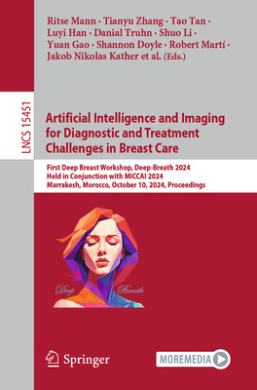 Ritse Mann · Tianyu Zhang · Tao Tan ·
Luyi Han · Danial Truhn · Shuo Li ·
Yuan Gao · Shannon Doyle · Robert Martí ·
Jakob Nikolas Kather et al. (Eds.)
LNCS 15451
Artificial Intelligence and Imaging
for Diagnostic and Treatment
Challenges in Breast Care
First Deep Breast Workshop, Deep-Breath 2024
Held in Conjunction with MICCAI 2024
Marrakesh, Morocco, October 10, 2024, Proceedings
Deep Breath
Springer
MOREMEDIA